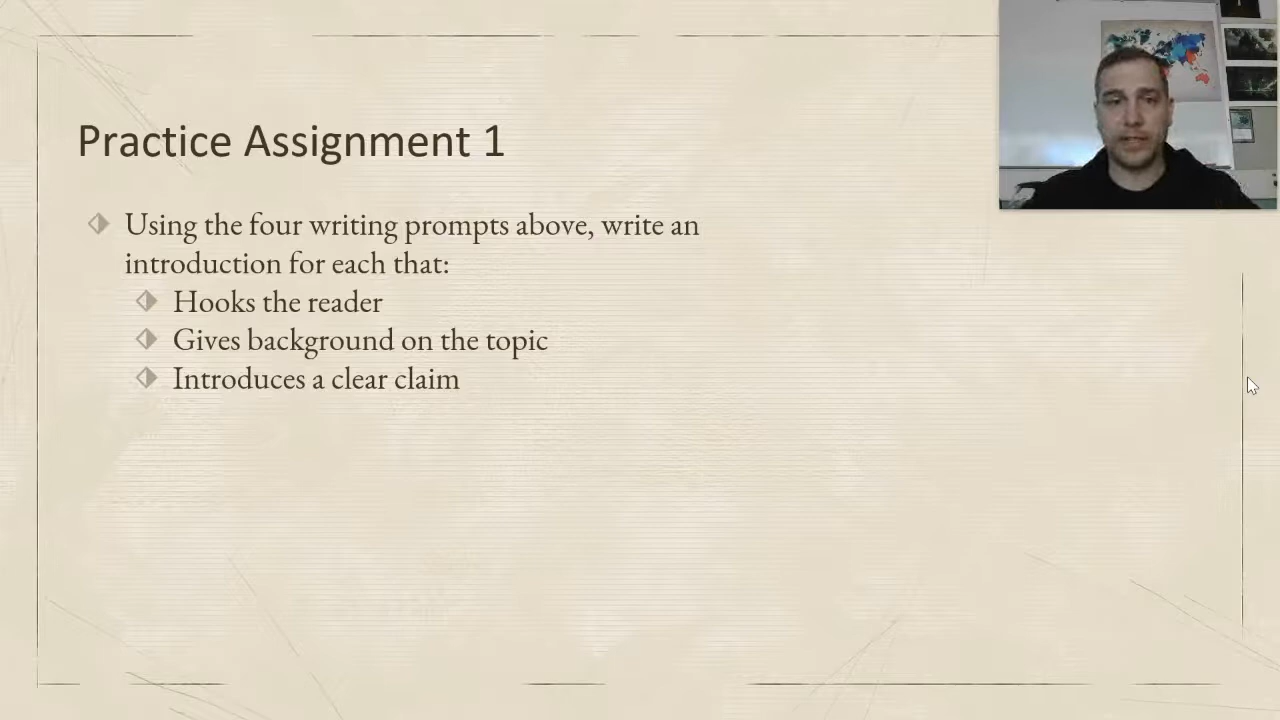 Practice Assignment 1
Using the four writing prompts above, write an
introduction for each that:
Hooks the reader
Gives background on the topic
Introduces a clear claim